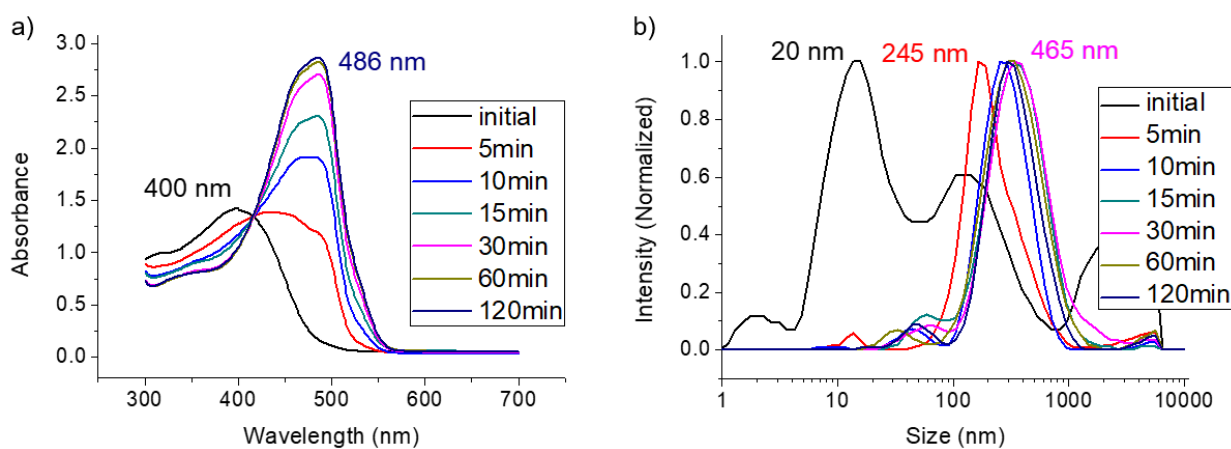 a)
486 nm
400 nm
3.0
2.5
2.0
1.5
1.0
0.5
0.0
Absorbance
300
400
500
600
700
Wavelength (nm)
initial
5min
10min
15min
30min
60min
120min
b)
20 nm
245 nm
465 nm
1.0
0.8
0.6
0.4
0.2
0.0
Intensity (Normalized)
1
10
100
1000
10000
Size (nm)
initial
5min
10min
15min
30min
60min
120min